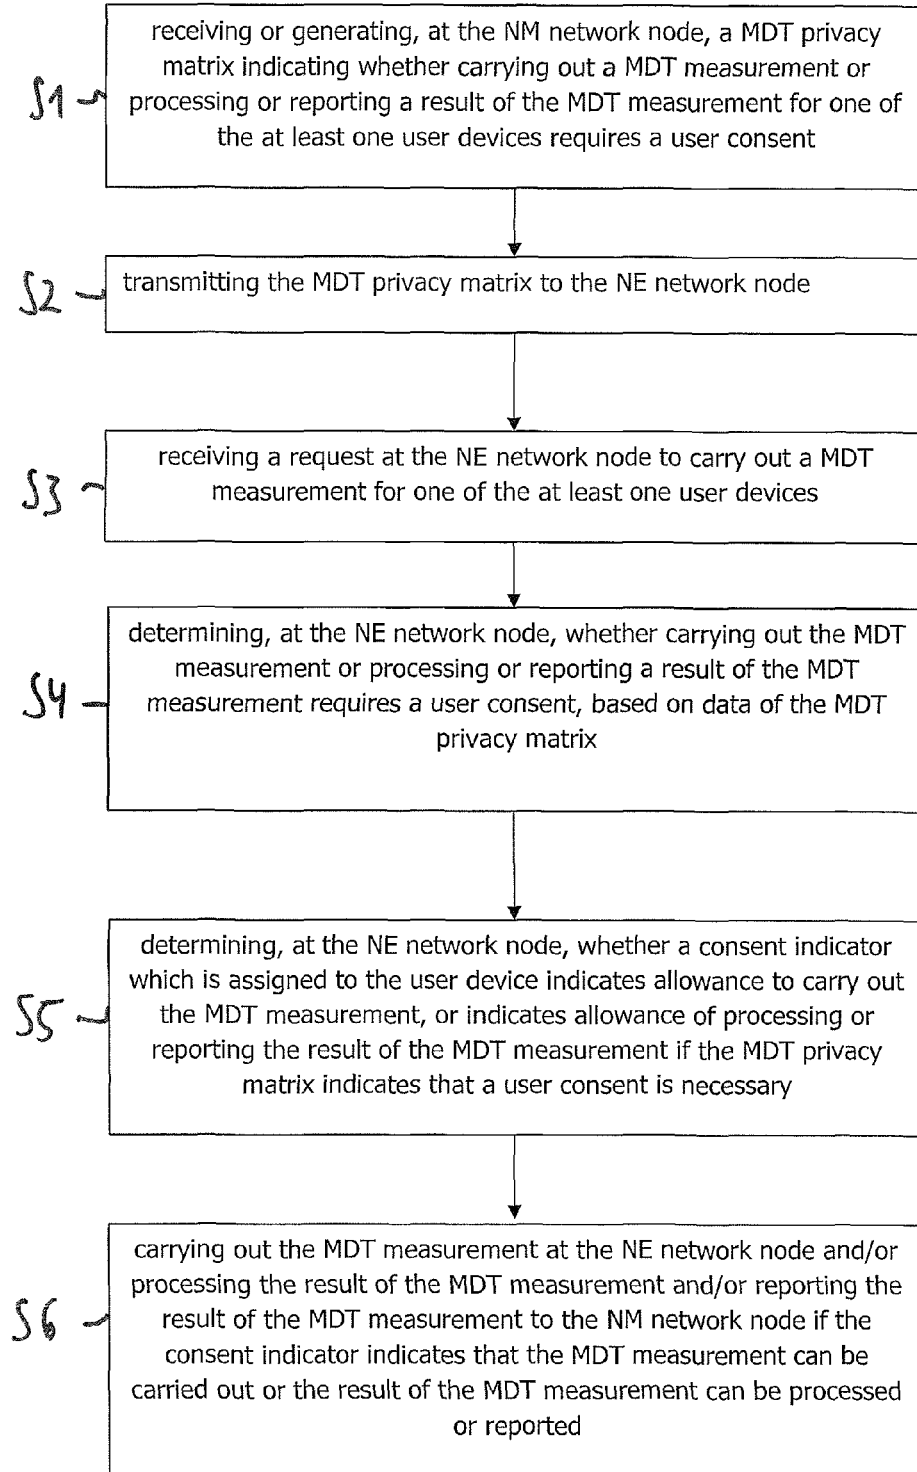 receiving or generating, at the NM network node, a MDT privacy
matrix indicating whether carrying out a MDT measurement or
S1 processing or reporting a result of the MDT measurement for one of
the at least one user devices requires a user consent
S2 transmitting the MDT privacy matrix to the NE network node
receiving a request at the NE network node to carry out a MDT
S3 measurement for one of the at least one user devices
determining, at the NE network node, whether carrying out the MDT
measurement or processing or reporting a result of the MDT
S4 measurement requires a user consent, based on data of the MDT
privacy matrix
determining, at the NE network node, whether a consent indicator
which is assigned to the user device indicates allowance to carry out
S5 the MDT measurement, or indicates allowance of processing or
reporting the result of the MDT measurement if the MDT privacy
matrix indicates that a user consent is necessary
carrying out the MDT measurement at the NE network node and/or
processing the result of the MDT measurement and/or reporting the
S6 result of the MDT measurement to the NM network node if the
consent indicator indicates that the MDT measurement can be
carried out or the result of the MDT measurement can be processed
or reported